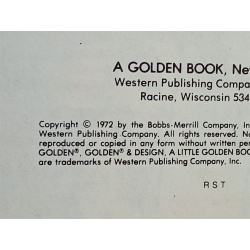 A GOLDEN BOOK, Ne
Western Publishing Compa
Racine, Wisconsin 534
Copyright © 1972 by the Bobbs-Merrill Company, In
Western Publishing Company. All rights reserved. No
reproduced or copied in any form without written per
GOLDEN®, GOLDEN® & DESIGN, A LITTLE GOLDEN BOO
are trademarks of Western Publishing Company, Inc.
R S T